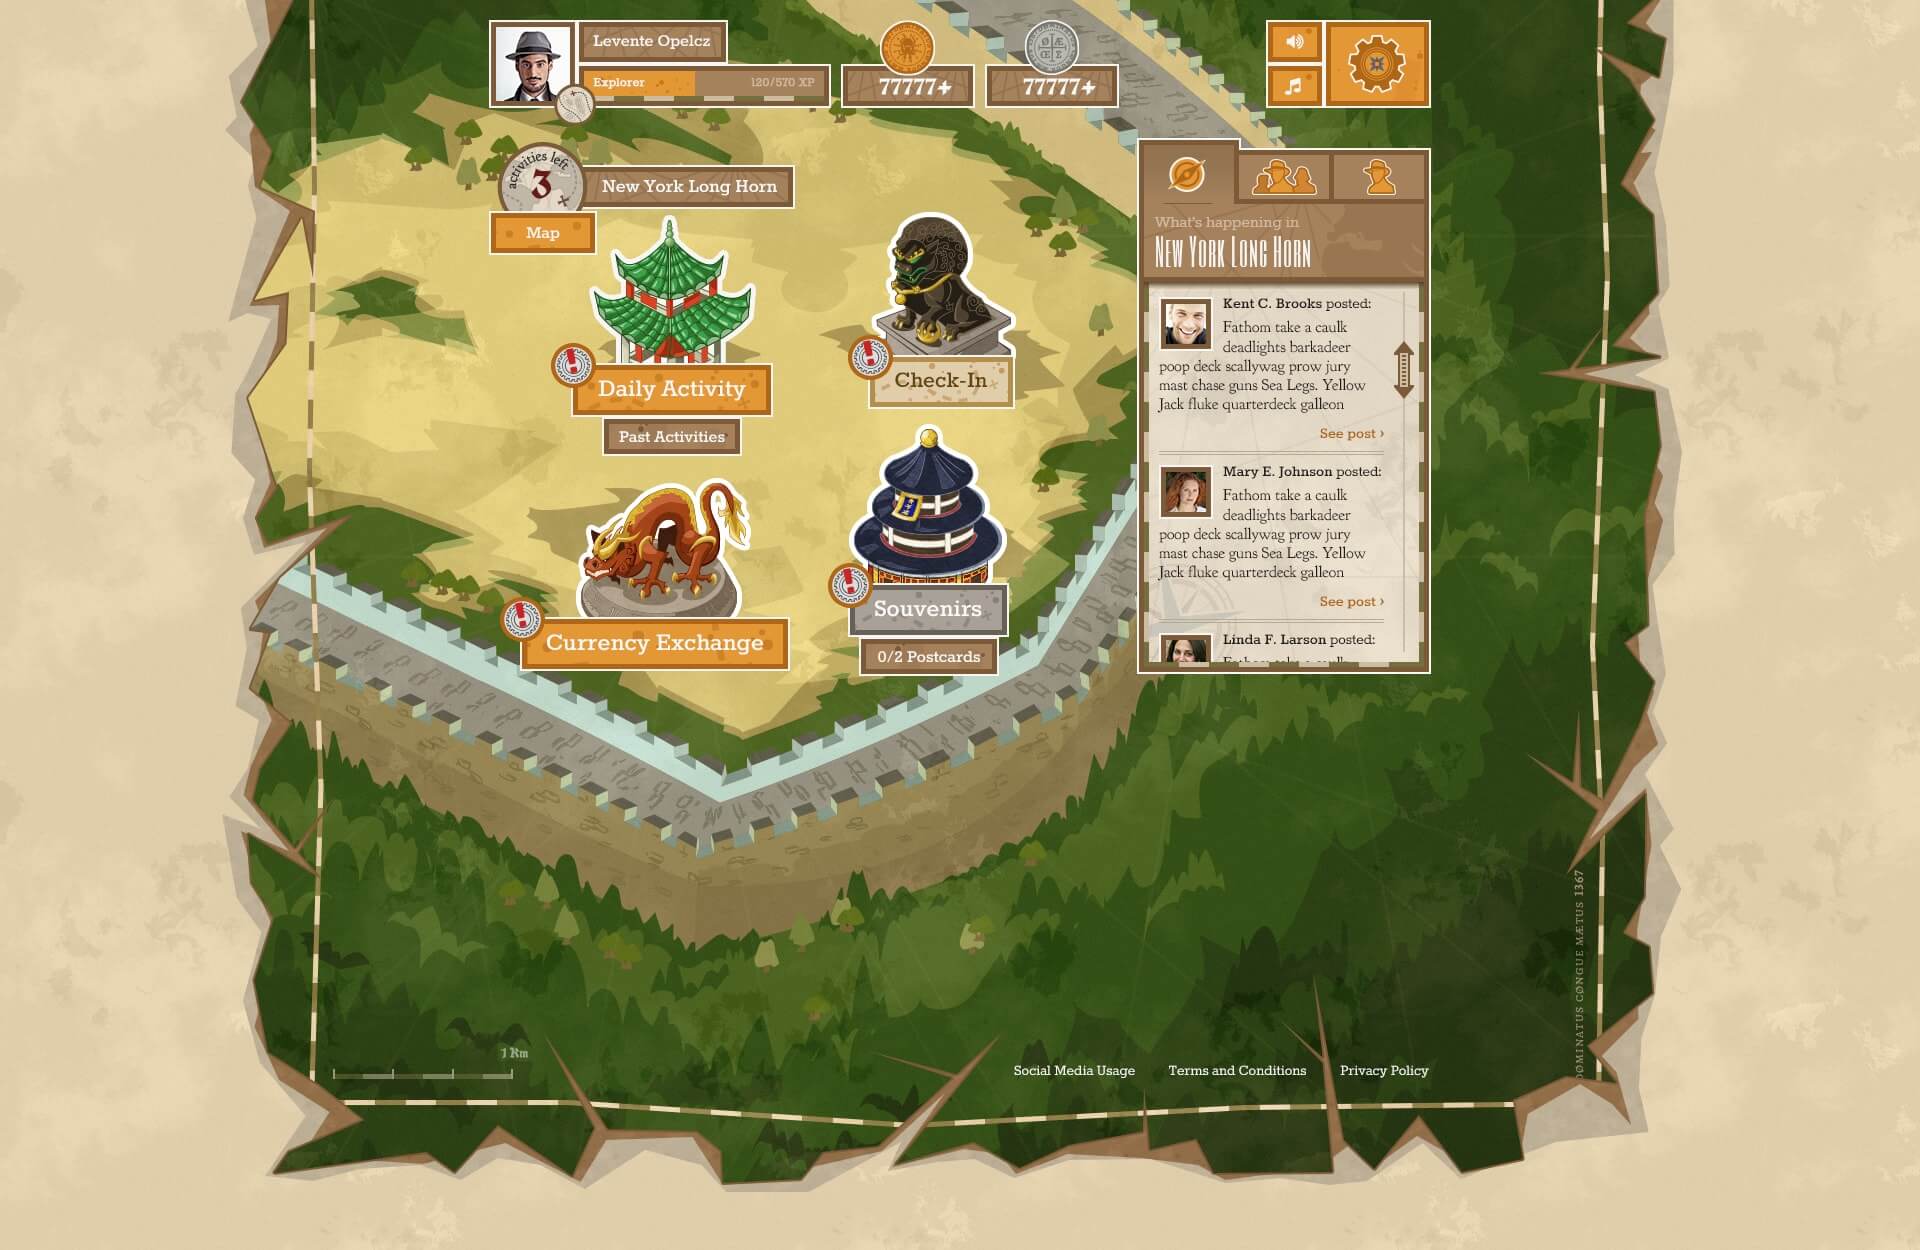 Levente Opelcz
Explorer
120/570 XP
77777+
77777+
activities left
3
New York Long Horn
Map
Daily Activity
Past Activities
Check-In
Currency Exchange
Souvenirs
0/2 Postcards
What's happening in
New York Long Horn
Kent C. Brooks posted:
Fathom take a caulk
deadlights barkadeer
poop deck scallywag prow jury
mast chase guns Sea Legs. Yellow
Jack fluke quarterdeck galleon
See post ›
Mary E. Johnson posted:
Fathom take a caulk
deadlights barkadeer
poop deck scallywag prow jury
mast chase guns Sea Legs. Yellow
Jack fluke quarterdeck galleon
See post ›
Linda F. Larson posted:
Fathom take a caulk
DØMINATUS CØNGUE MÆTUS 1367
1 Km
Social Media Usage
Terms and Conditions
Privacy Policy